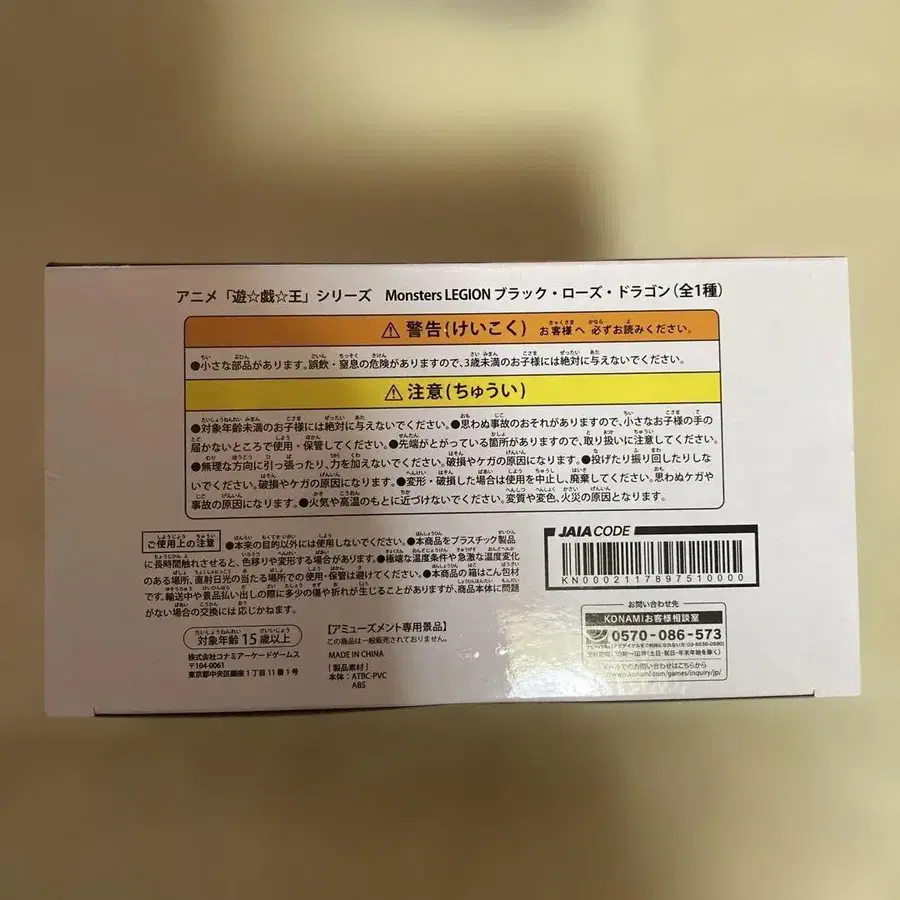 アニメ「遊☆戯☆王」シリーズ　Monsters LEGION ブラック・ローズ・ドラゴン(全1種)
⚠ 警告(けいこく) お客様へ 必ずお読みください。
●小さな部品があります。誤飲・窒息の危険がありますので、3歳未満のお子様には絶対に与えないでください。
⚠ 注意(ちゅうい)
●対象年齢未満のお子様には絶対に与えないでください。●思わぬ事故のおそれがありますので、小さなお子様の手の
届かないところで使用・保管してください。●先端がとがっている箇所がありますので、取り扱いに注意してください。
●無理な方向に引っ張ったり、力を加えないでください。破損やケガの原因になります。●投げたり振り回したりしな
いでください。破損やケガの原因になります。●変形・破損した場合は使用を中止し、廃棄してください。思わぬケガや
事故の原因になります。●火気や高温のもとに近づけないでください。変質や変色、火災の原因となります。
ご使用上の注意 ●本来の目的以外には使用しないでください。●本商品をプラスチック製品
に長時間触れさせると、色移りや変形する場合があります。●極端な温度条件や急激な温度変化
のある場所、直射日光の当たる場所での使用・保管は避けてください。●本商品の箱はこん包材
です。輸送中や景品払い出しの際に多少の傷や折れが生じることがありますが、商品本体に問題
がない場合の交換には応じかねます。
対象年齢 15歳以上
株式会社コナミアーケードゲームス
〒104-0061
東京都中央区銀座1丁目11番1号
【アミューズメント専用景品】
この商品は一般販売されておりません。
MADE IN CHINA
【製品素材】
本体：ATBC-PVC
ABS
JAIA CODE
KN0002117897510000
お問い合わせ先
KONAMIお客様相談室
0570-086-573
メールでのお問い合わせはこちらから
https://www.konami.com/games/inquiry/jp/